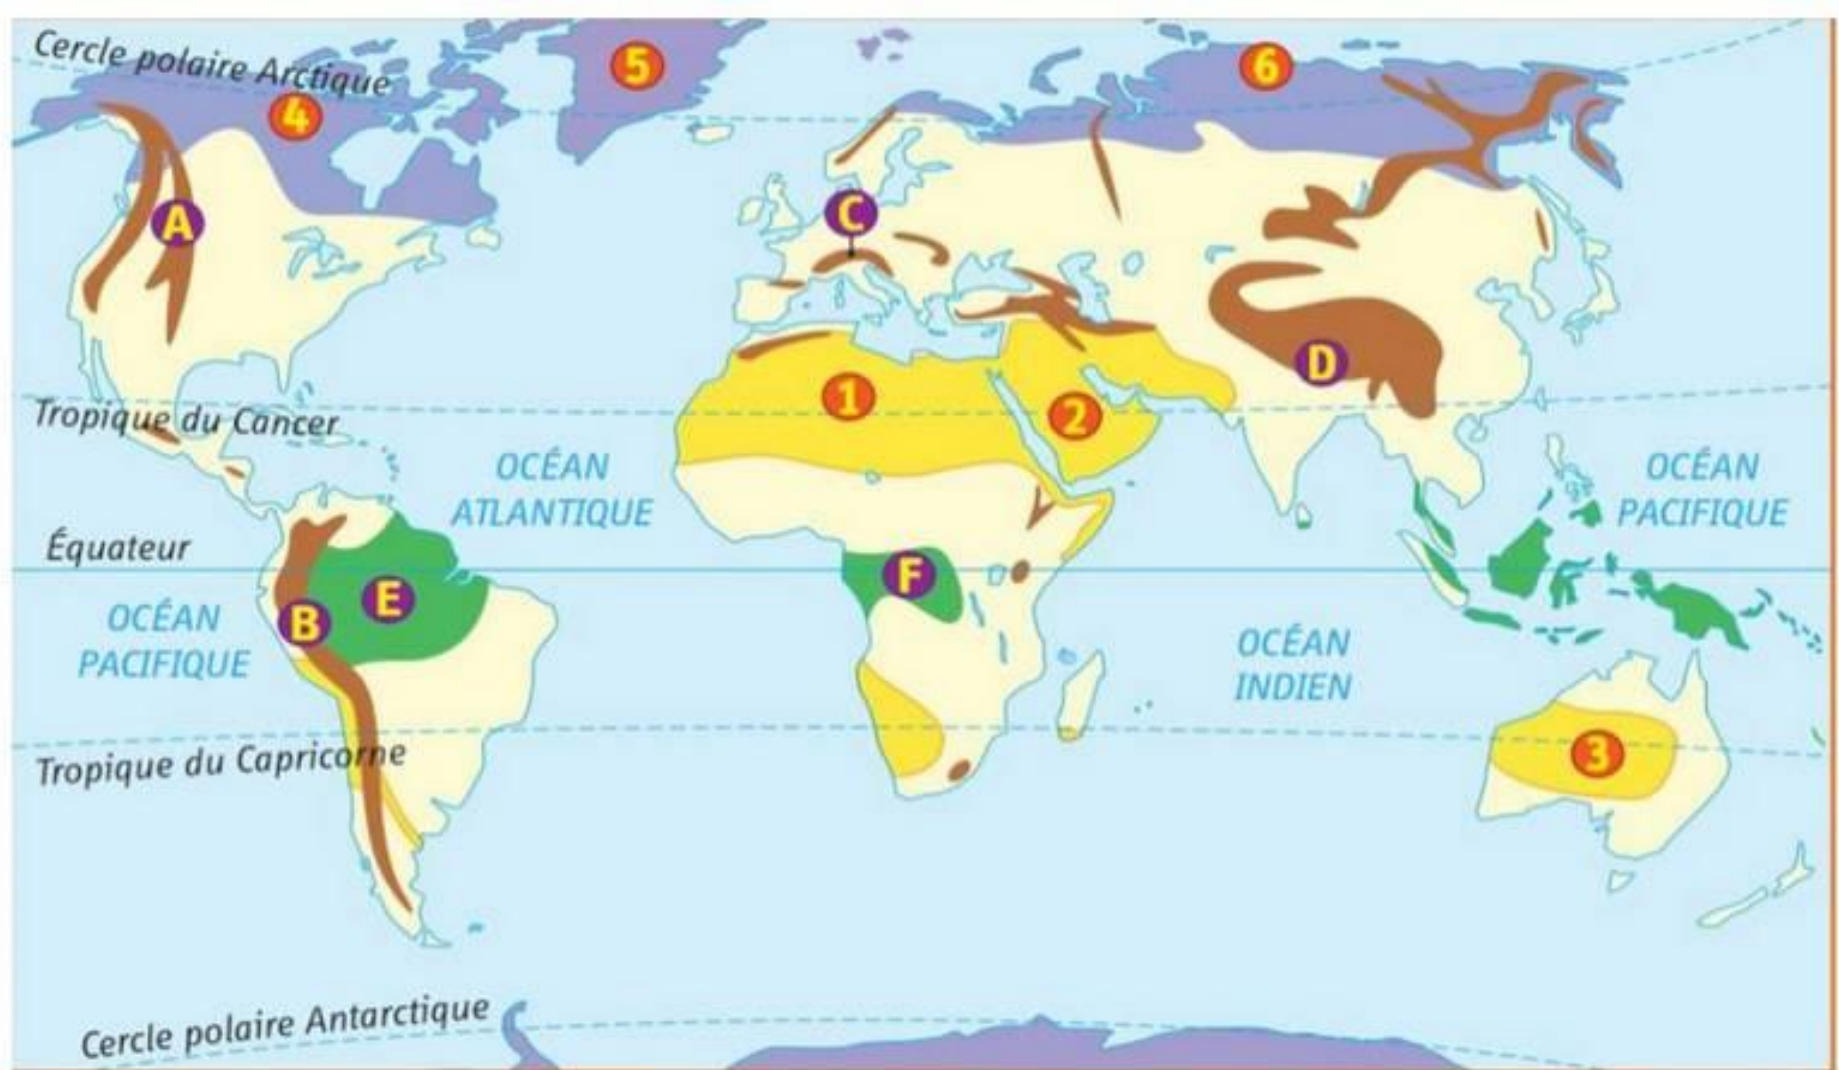 Cercle polaire Arctique
5
6
4
A
C
D
1
2
Tropique du Cancer
OCÉAN
ATLANTIQUE
OCÉAN
PACIFIQUE
Équateur
F
E
B
OCÉAN
PACIFIQUE
OCÉAN
INDIEN
Tropique du Capricorne
3
Cercle polaire Antarctique